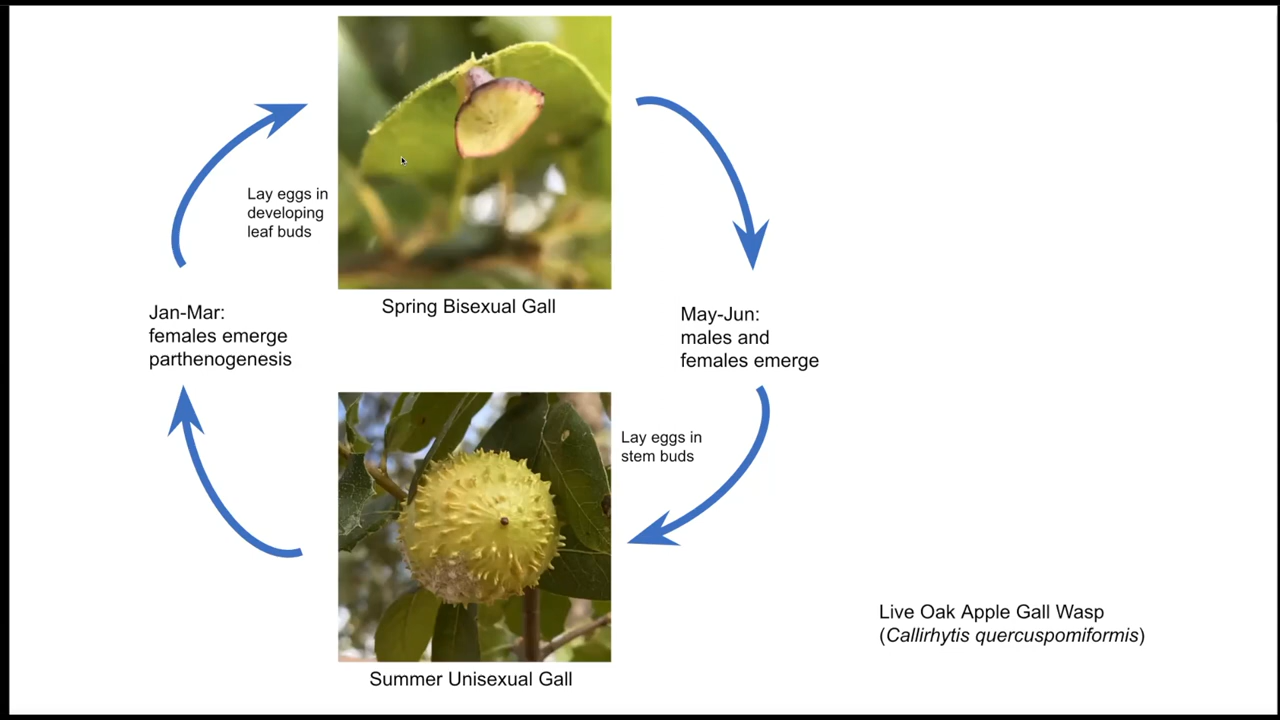 Lay eggs in
developing
leaf buds
Spring Bisexual Gall
Jan-Mar:
females emerge
parthenogenesis
May-Jun:
males and
females emerge
Lay eggs in
stem buds
Summer Unisexual Gall
Live Oak Apple Gall Wasp
(Callirhytis quercuspomiformis)